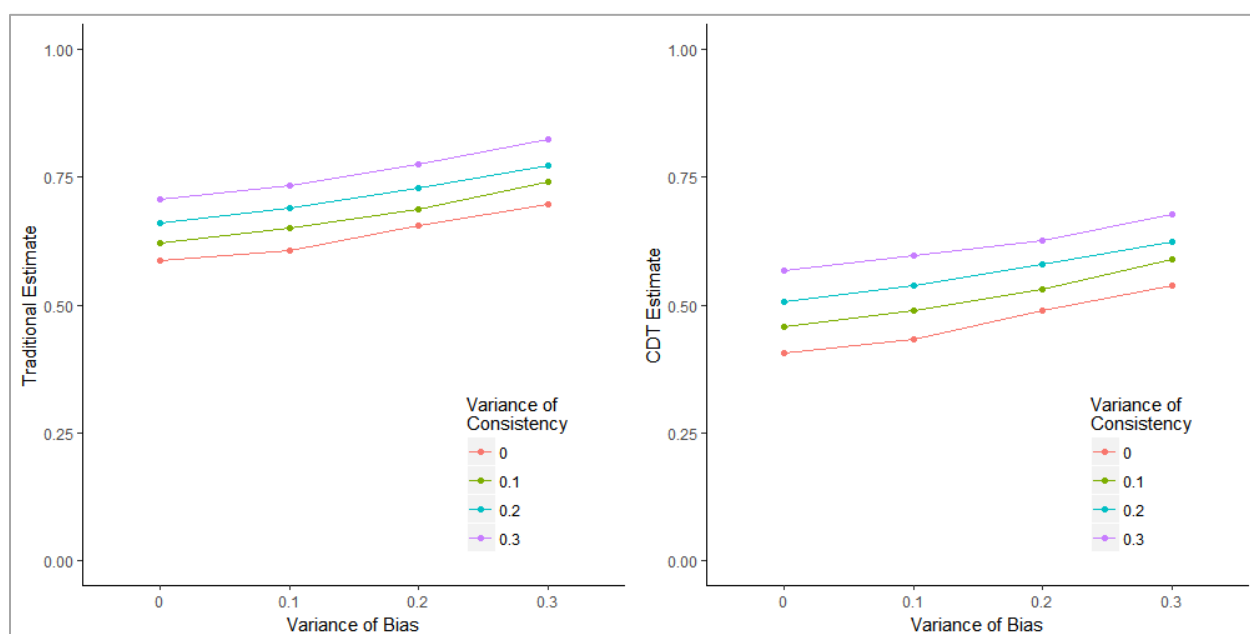 1.00
0.75
0.50
0.25
0.00
Traditional Estimate
Variance of
Consistency
0
0.1
0.2
0.3
0 0.1 0.2 0.3
Variance of Bias
1.00
0.75
0.50
0.25
0.00
CDT Estimate
Variance of
Consistency
0
0.1
0.2
0.3
0 0.1 0.2 0.3
Variance of Bias